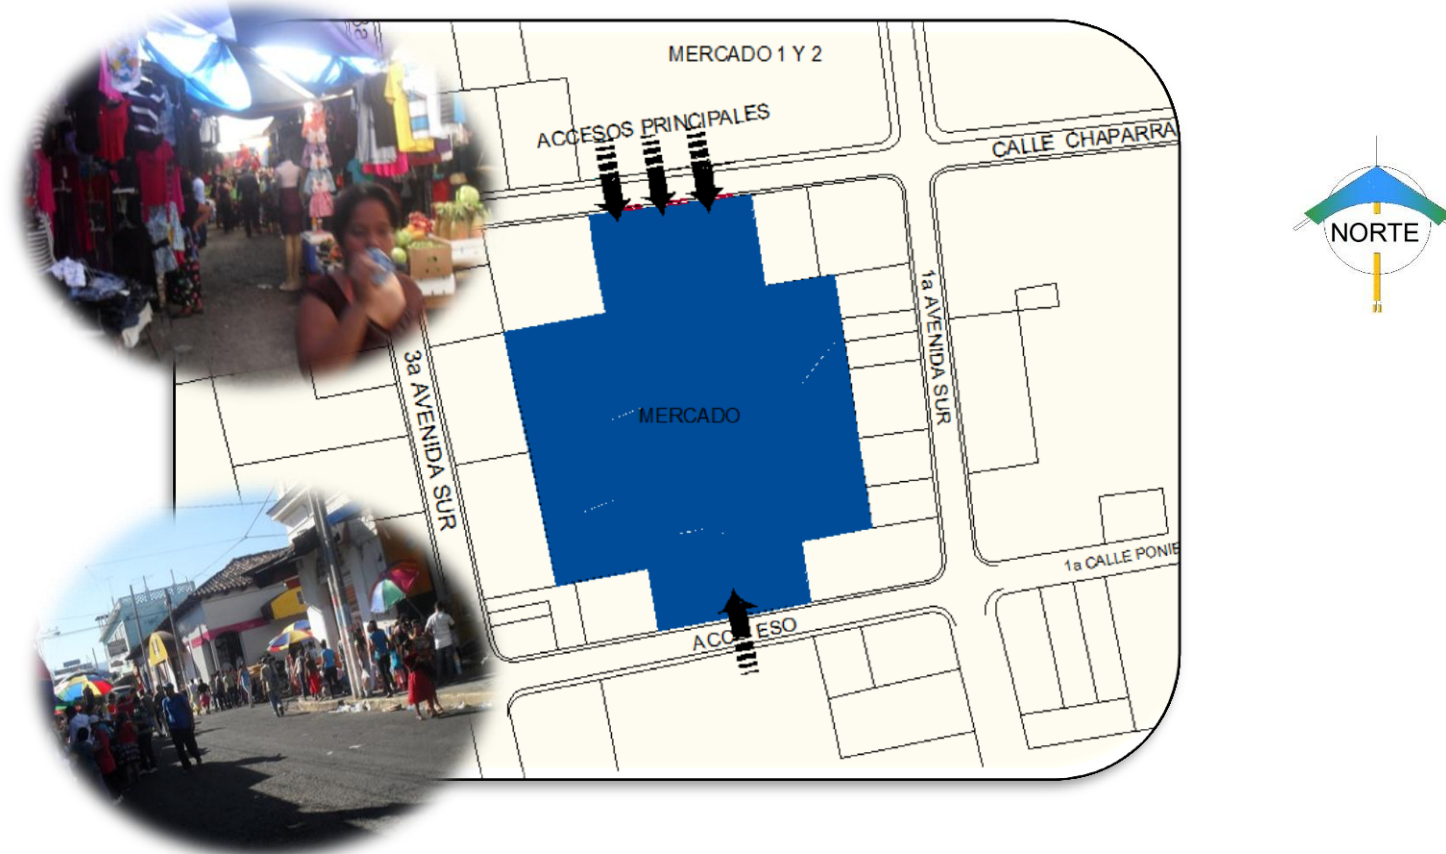 MERCADO 1 Y 2
ACCESOS PRINCIPALES
CALLE CHAPARRA
NORTE
1a AVENIDA SUR
3a AVENIDA SUR
MERCADO
1a CALLE PONIE
ACCESO